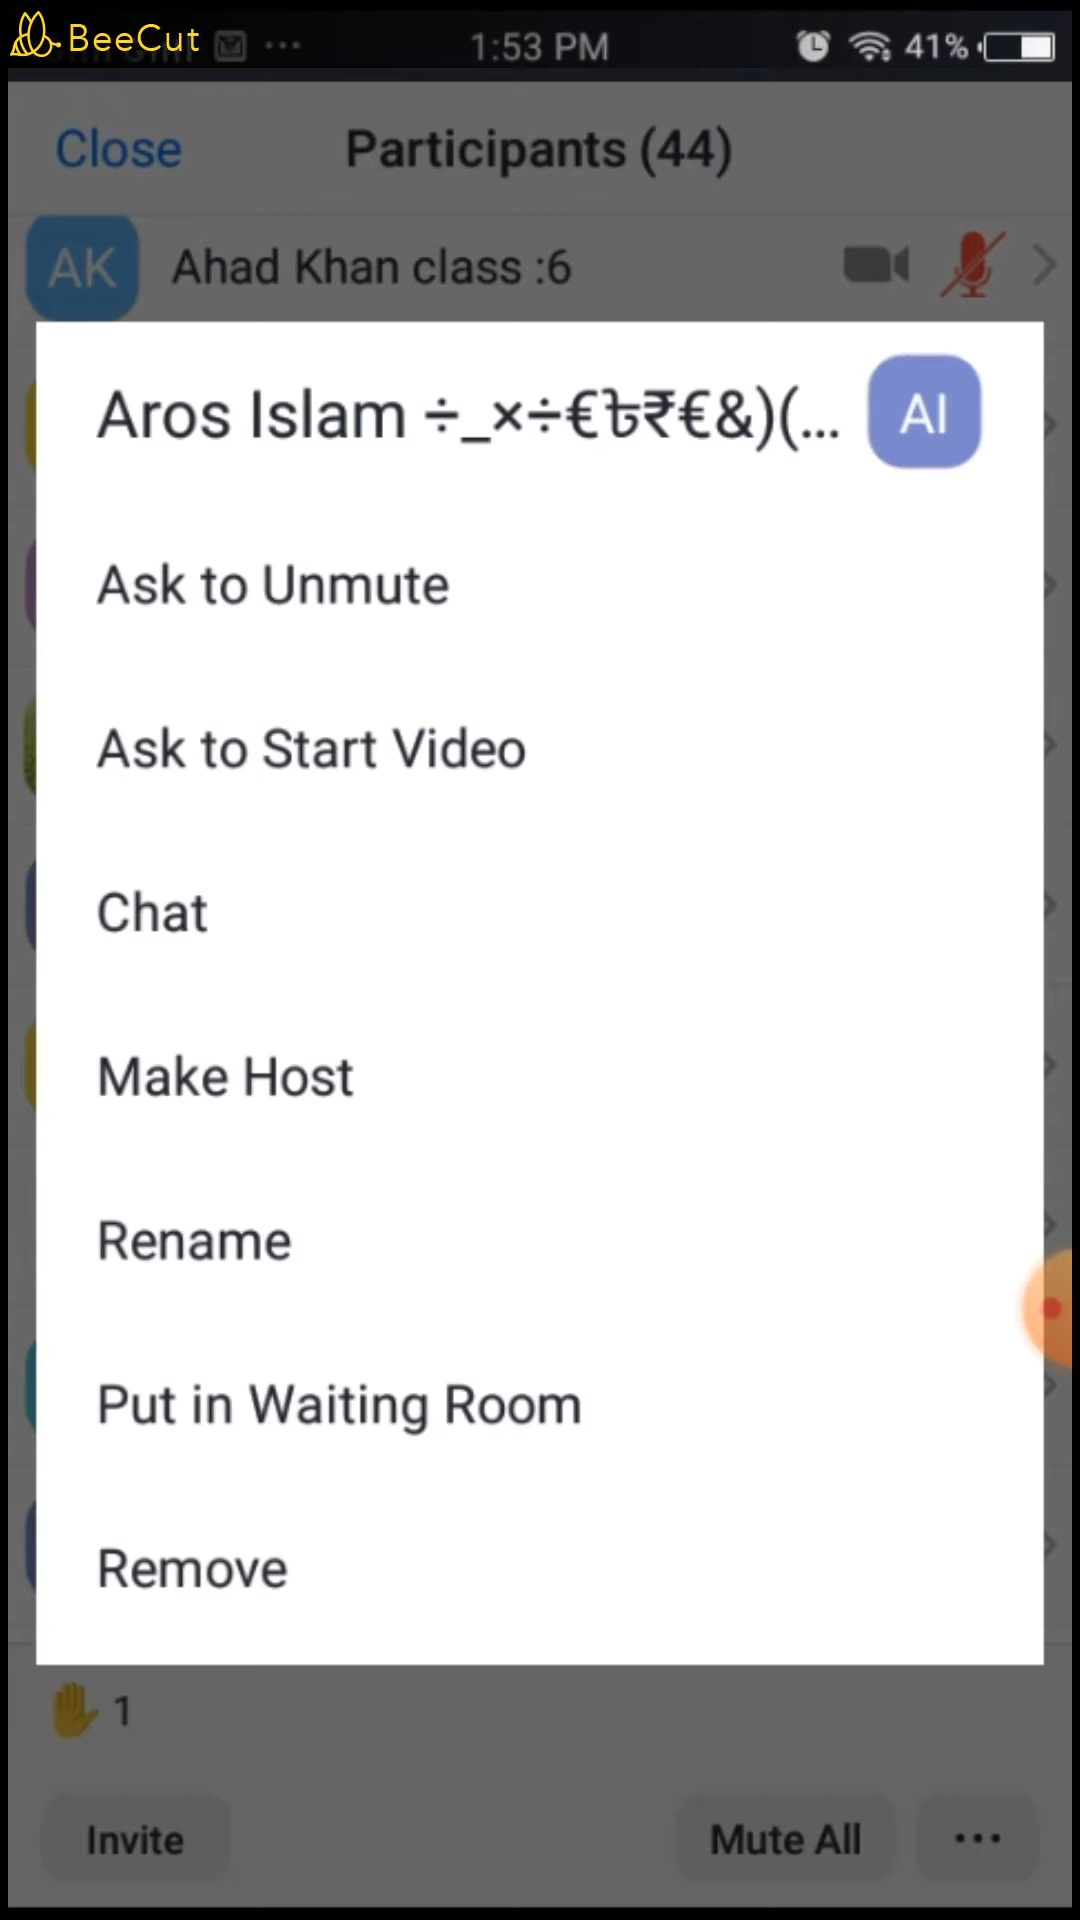 BeeCut
1:53 PM
41%
Close
Participants (44)
AK
Ahad Khan class :6
Aros Islam ÷_×÷€৳₹€&)(...
AI
Ask to Unmute
Ask to Start Video
Chat
Make Host
Rename
Put in Waiting Room
Remove
1
Invite
Mute All
...